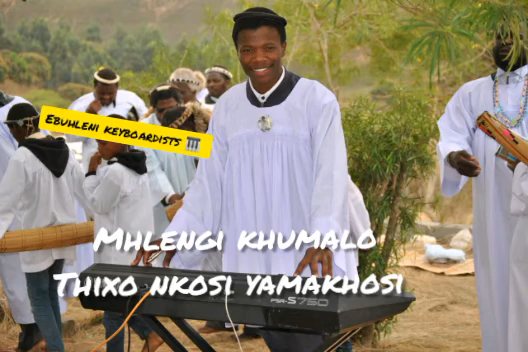 Ebuhleni keyboardists 🎹
Mhlengi khumalo
Thixo nkosi yamakhosi
PSR-S750